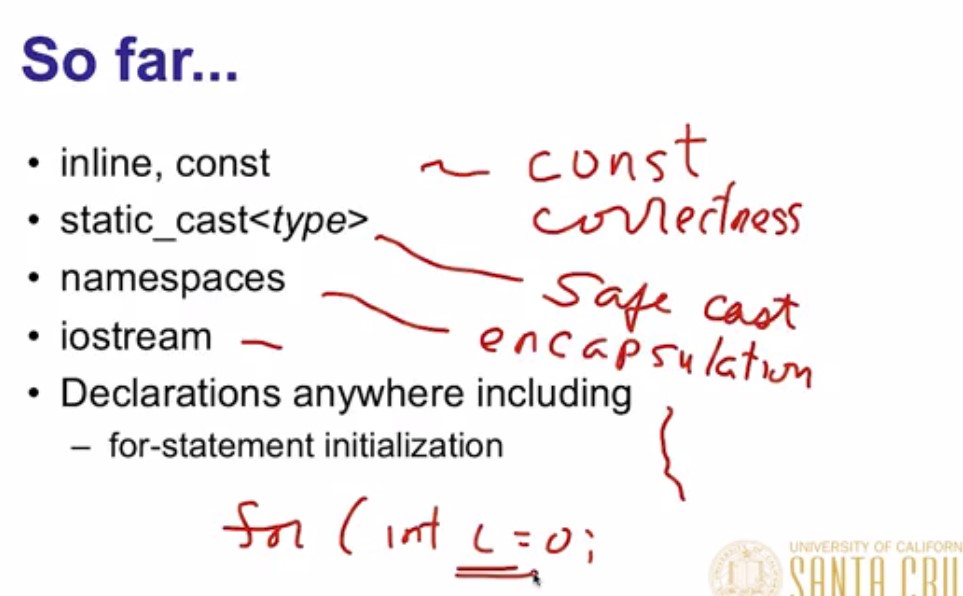 So far...
• inline, const
~ const
correctness
• static_cast<type>
safe cast
• namespaces
encapsulation
• iostream
• Declarations anywhere including
– for-statement initialization
for ( int i = 0 ;
UNIVERSITY OF CALIFORN
SANTA CRU